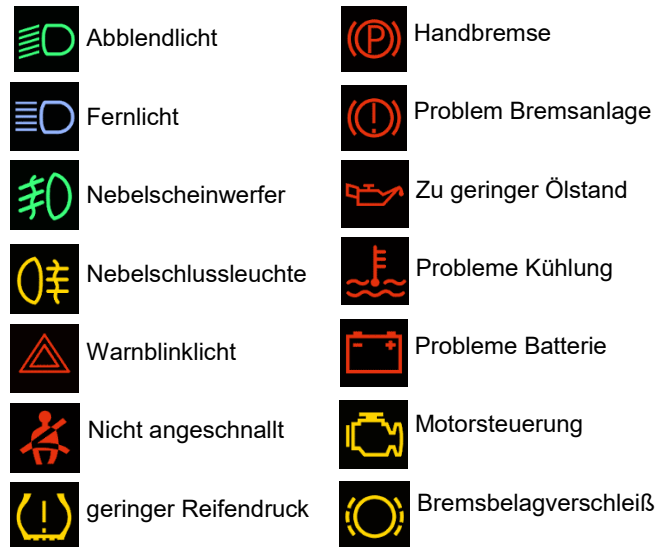 Abblendlicht
Fernlicht
Nebelscheinwerfer
Nebelschlussleuchte
Warnblinklicht
Nicht angeschnallt
geringer Reifendruck
P Handbremse
! Problem Bremsanlage
Zu geringer Ölstand
Probleme Kühlung
- + Probleme Batterie
Motorsteuerung
Bremsbelagverschleiß